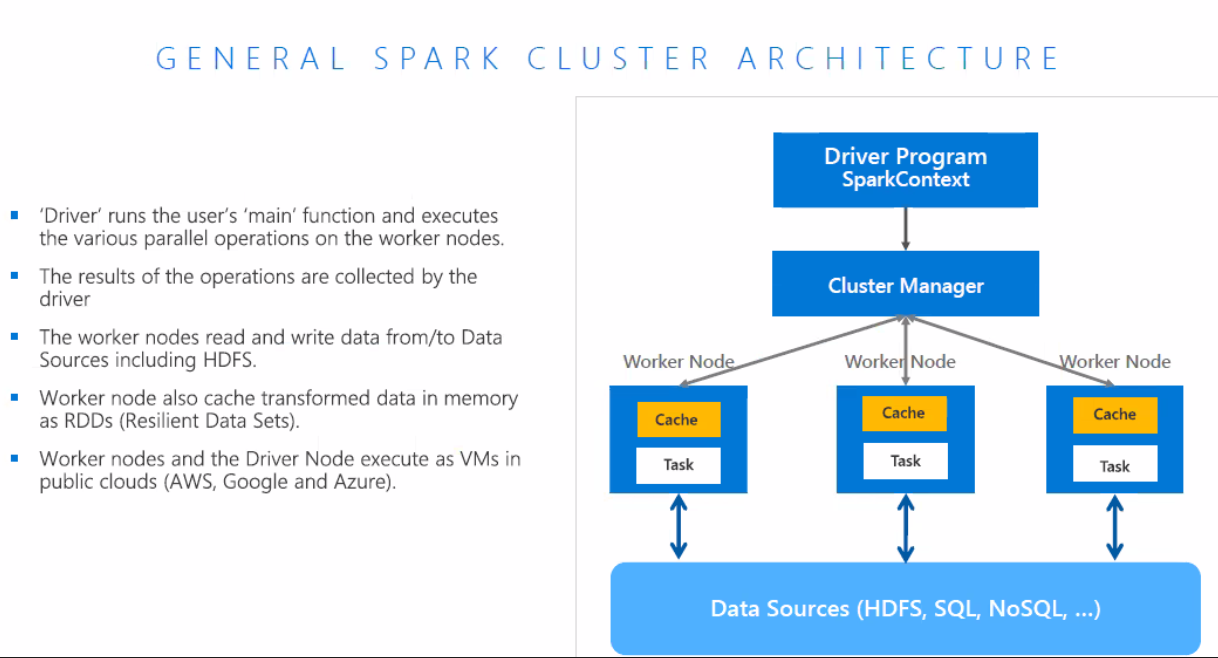 GENERAL SPARK CLUSTER ARCHITECTURE
‘Driver’ runs the user’s ‘main’ function and executes
the various parallel operations on the worker nodes.
The results of the operations are collected by the
driver
The worker nodes read and write data from/to Data
Sources including HDFS.
Worker node also cache transformed data in memory
as RDDs (Resilient Data Sets).
Worker nodes and the Driver Node execute as VMs in
public clouds (AWS, Google and Azure).
Driver Program
SparkContext
Cluster Manager
Worker Node
Worker Node
Worker Node
Cache
Cache
Cache
Task
Task
Task
Data Sources (HDFS, SQL, NoSQL, ...)